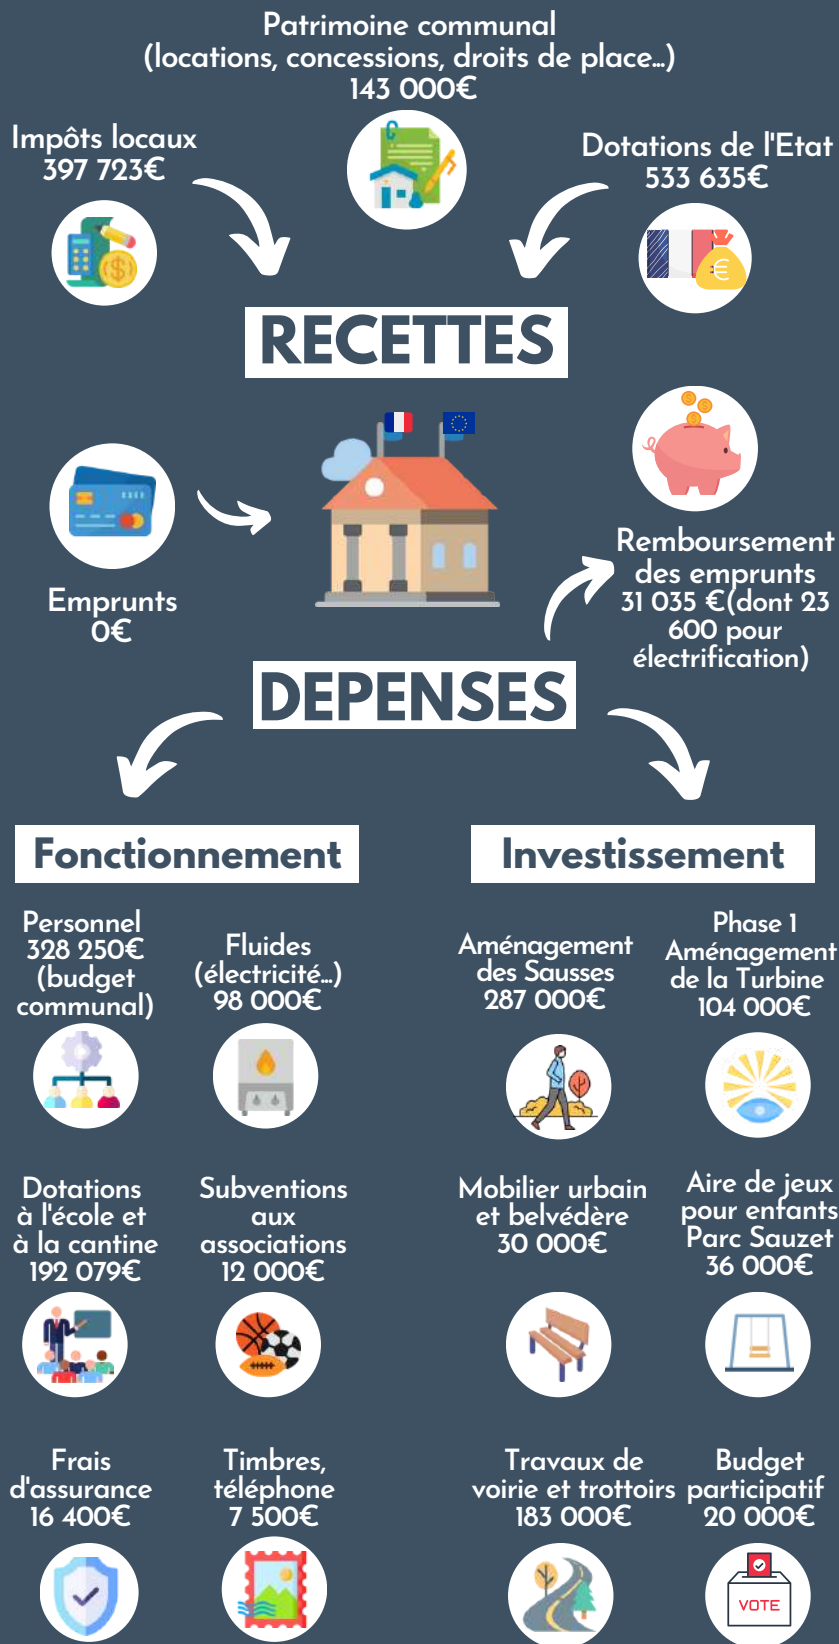 Patrimoine communal
(locations, concessions, droits de place...)
143 000€
Impôts locaux
397 723€
Dotations de l'Etat
533 635€
RECETTES
Emprunts
0€
Remboursement
des emprunts
31 035 €(dont 23
600 pour
électrification)
DEPENSES
Fonctionnement
Personnel
328 250€
(budget
communal)
Fluides
(électricité...)
98 000€
Dotations
à l'école et
à la cantine
192 079€
Subventions
aux
associations
12 000€
Frais
d'assurance
16 400€
Timbres,
téléphone
7 500€
Investissement
Aménagement
des Sausses
287 000€
Phase 1
Aménagement
de la Turbine
104 000€
Mobilier urbain
et belvédère
30 000€
Aire de jeux
pour enfants
Parc Sauzet
36 000€
Travaux de
voirie et trottoirs
183 000€
Budget
participatif
20 000€
VOTE